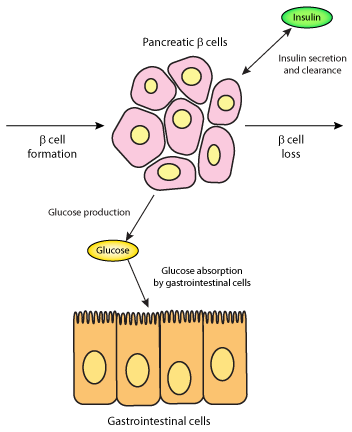 Insulin
Pancreatic β cells
Insulin secretion
and clearance
β cell
formation
β cell
loss
Glucose production
Glucose
Glucose absorption
by gastrointestinal cells
Gastrointestinal cells